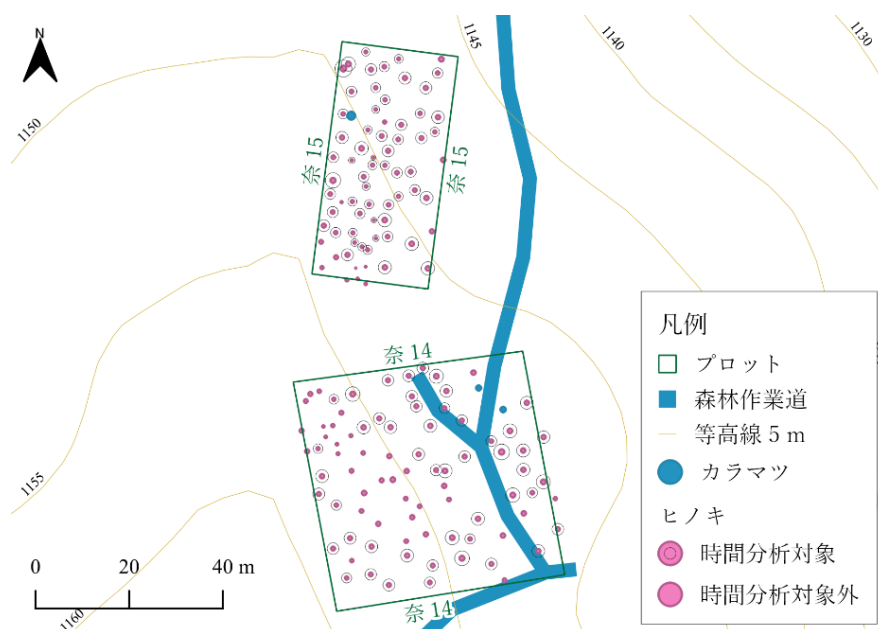 N
1145
1140
1130
1150
奈 15
奈 15
凡例
プロット
森林作業道
等高線 5 m
カラマツ
ヒノキ
時間分析対象
時間分析対象外
奈 14
1155
0 20 40 m
奈 14
1160